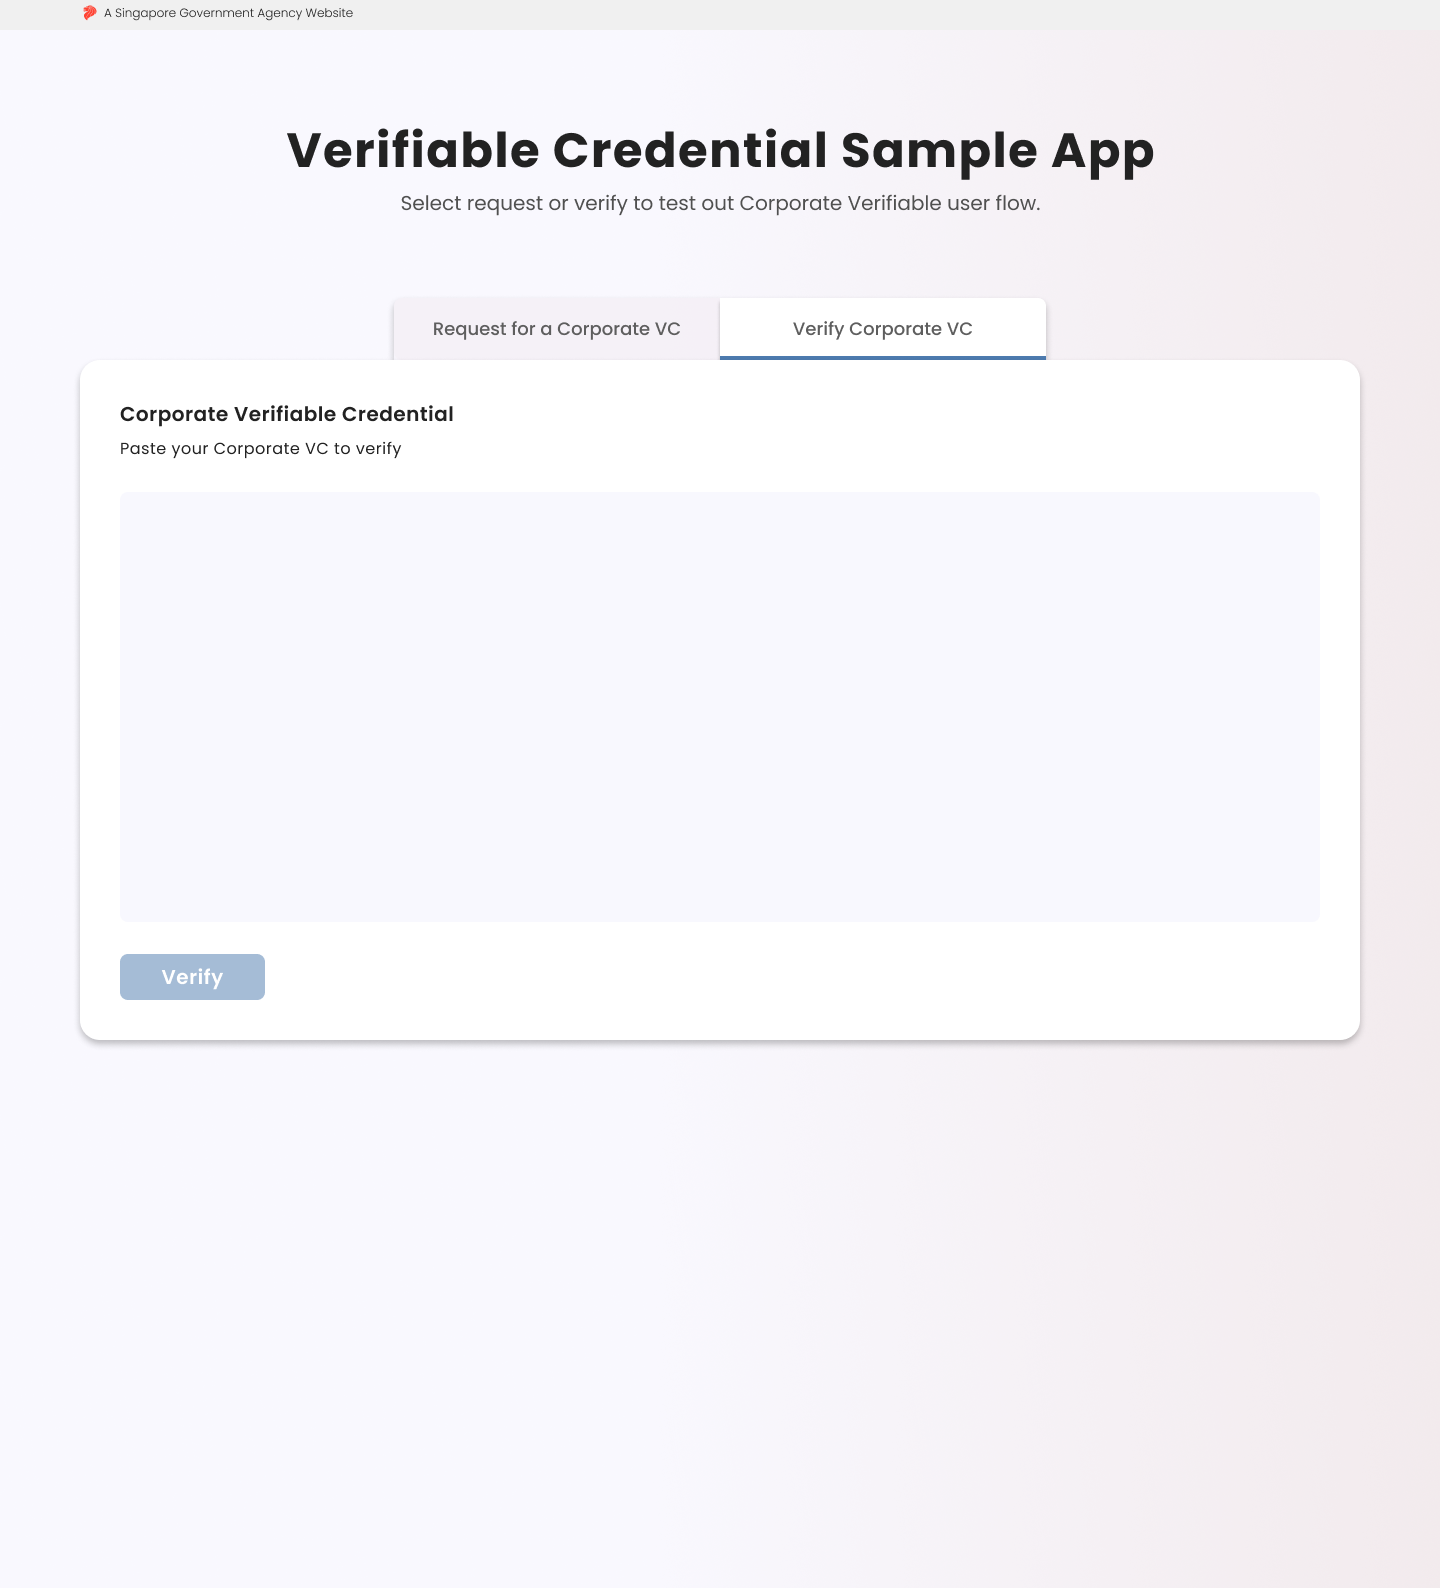 A Singapore Government Agency Website
Verifiable Credential Sample App
Select request or verify to test out Corporate Verifiable user flow.
Request for a Corporate VC
Verify Corporate VC
Corporate Verifiable Credential
Paste your Corporate VC to verify
Verify